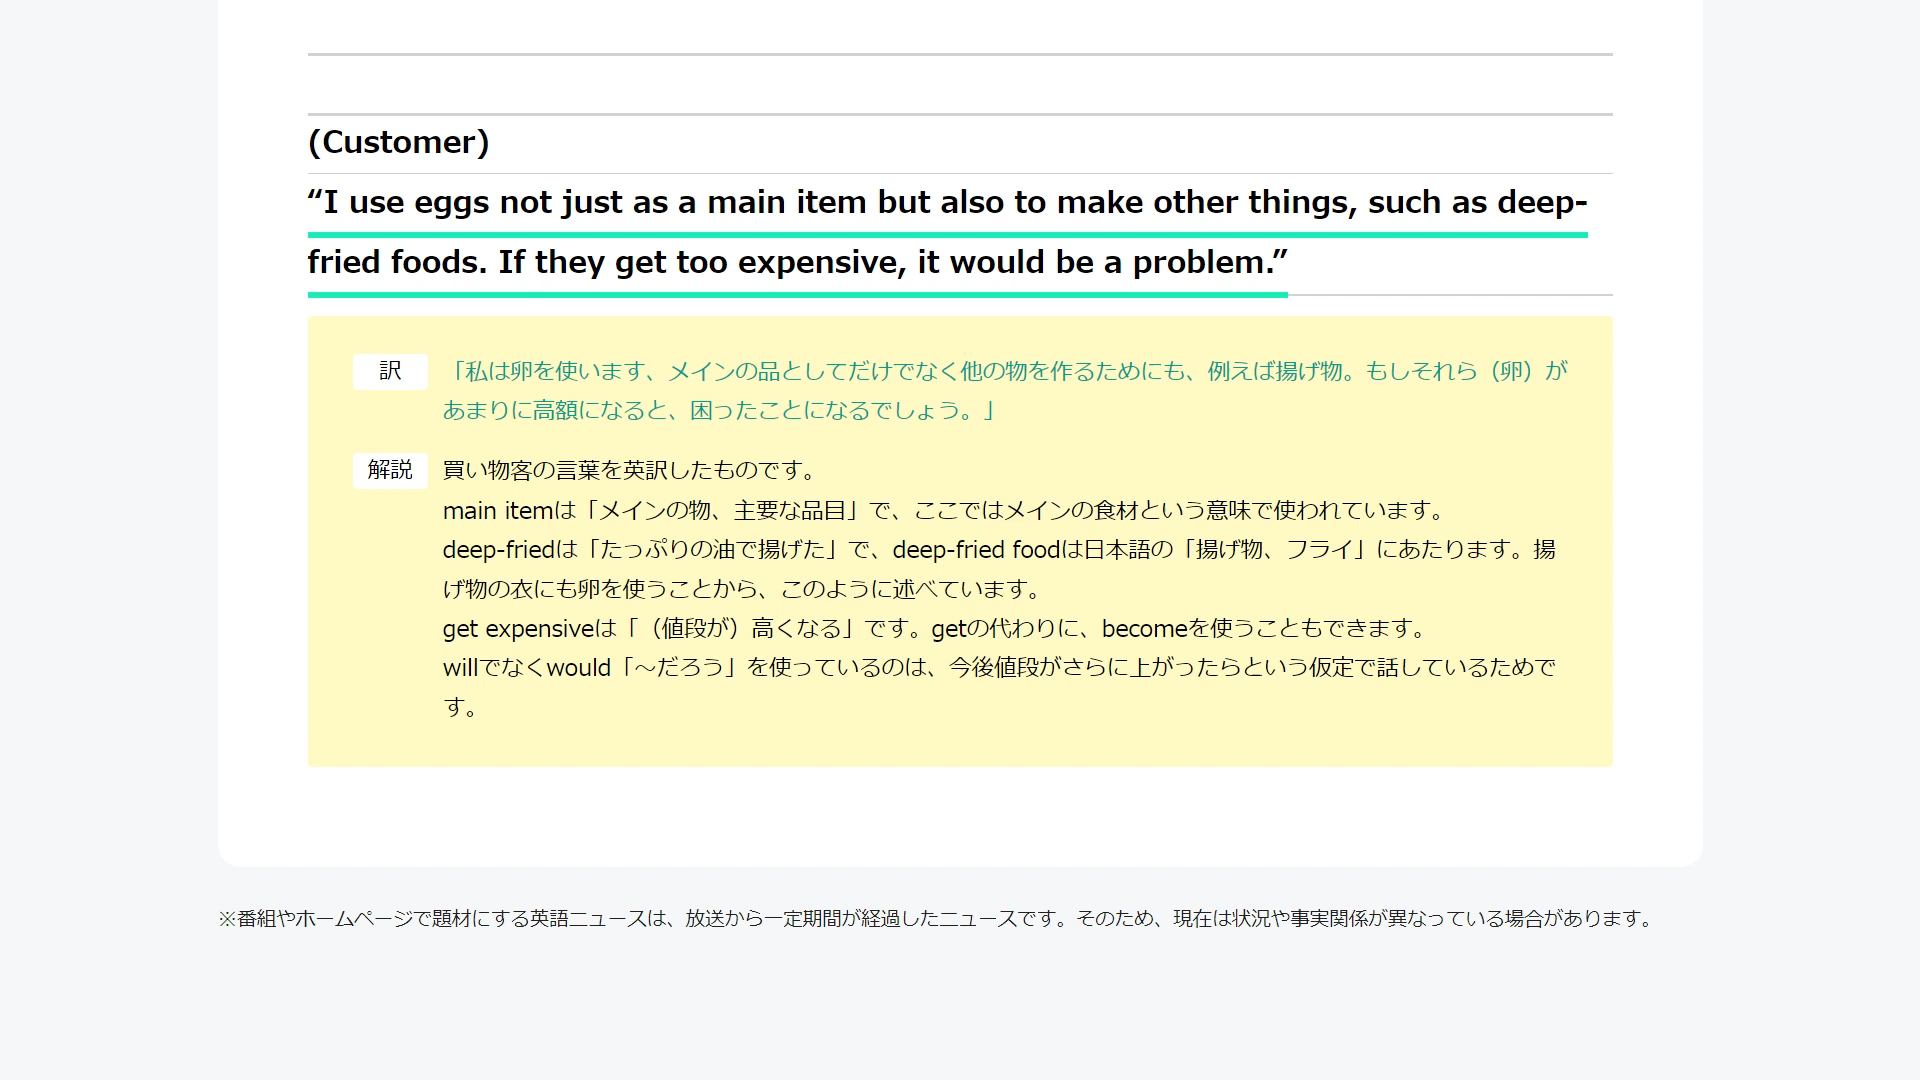 (Customer)
“I use eggs not just as a main item but also to make other things, such as deep-
fried foods. If they get too expensive, it would be a problem.”
訳 「私は卵を使います、メインの品としてだけでなく他の物を作るためにも、例えば揚げ物。もしそれら（卵）が
あまりに高額になると、困ったことになるでしょう。」
解説 買い物客の言葉を英訳したものです。
main itemは「メインの物、主要な品目」で、ここではメインの食材という意味で使われています。
deep-friedは「たっぷりの油で揚げた」で、deep-fried foodは日本語の「揚げ物、フライ」にあたります。揚
げ物の衣にも卵を使うことから、このように述べています。
get expensiveは「（値段が）高くなる」です。getの代わりに、becomeを使うこともできます。
willでなくwould「～だろう」を使っているのは、今後値段がさらに上がったらという仮定で話しているためで
す。
※番組やホームページで題材にする英語ニュースは、放送から一定期間が経過したニュースです。そのため、現在は状況や事実関係が異なっている場合があります。